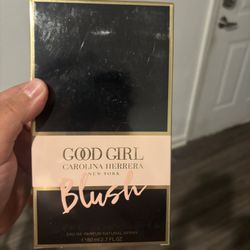 GOOD GIRL
CAROLINA HERRERA
NEW YORK
Blush
EAU DE PARFUM NATURAL SPRAY
80 ml 2.7 FL OZ